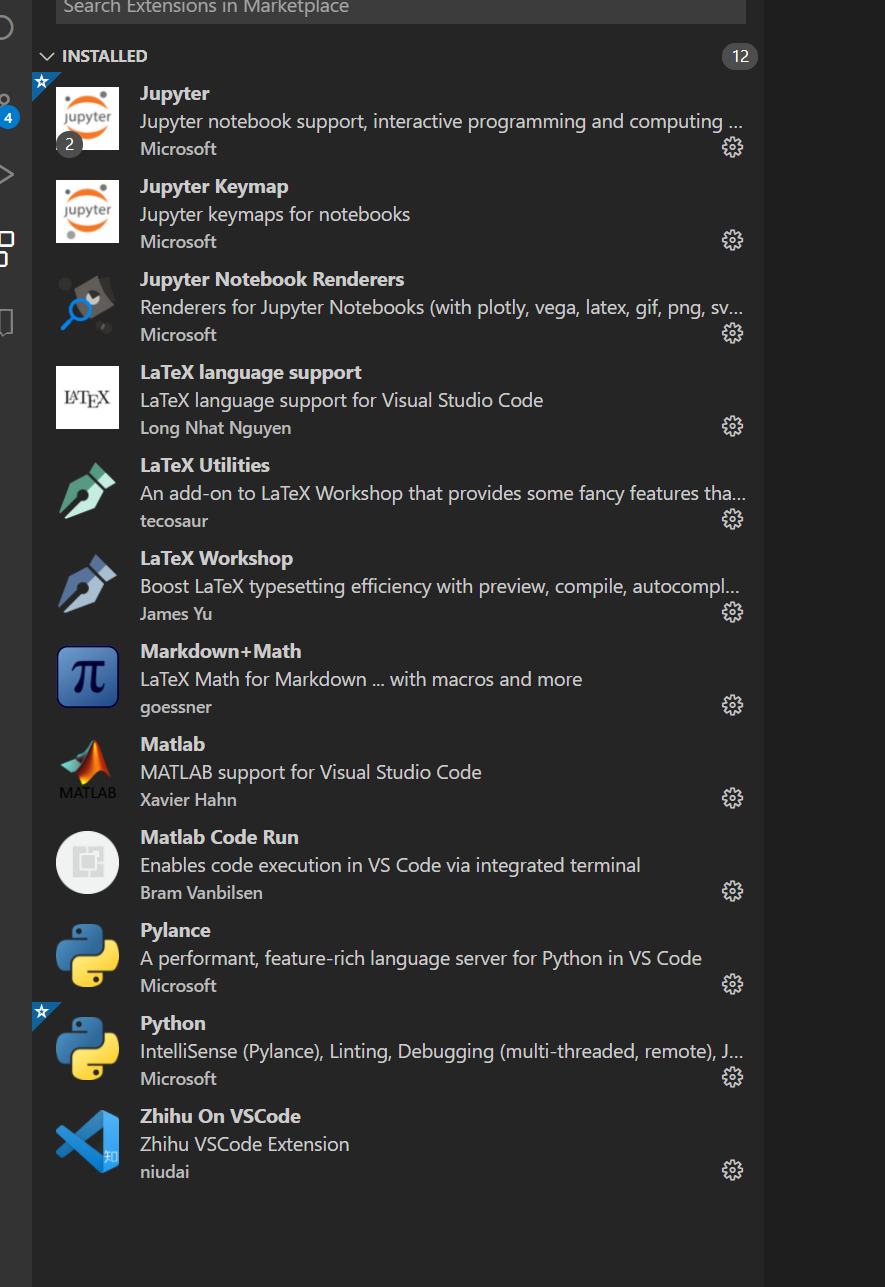 Search Extensions in Marketplace
INSTALLED
12
4
Jupyter
jupyter
2
Jupyter notebook support, interactive programming and computing ...
Microsoft
Jupyter Keymap
jupyter
Jupyter keymaps for notebooks
Microsoft
Jupyter Notebook Renderers
Renderers for Jupyter Notebooks (with plotly, vega, latex, gif, png, sv...
Microsoft
LaTeX language support
LATEX
LaTeX language support for Visual Studio Code
Long Nhat Nguyen
LaTeX Utilities
An add-on to LaTeX Workshop that provides some fancy features tha...
tecosaur
LaTeX Workshop
Boost LaTeX typesetting efficiency with preview, compile, autocompl...
James Yu
Markdown+Math
π
LaTeX Math for Markdown ... with macros and more
goessner
Matlab
MATLAB support for Visual Studio Code
MATLAB
Xavier Hahn
Matlab Code Run
Enables code execution in VS Code via integrated terminal
Bram Vanbilsen
Pylance
A performant, feature-rich language server for Python in VS Code
Microsoft
Python
IntelliSense (Pylance), Linting, Debugging (multi-threaded, remote), J...
Microsoft
Zhihu On VSCode
Zhihu VSCode Extension
知
niudai